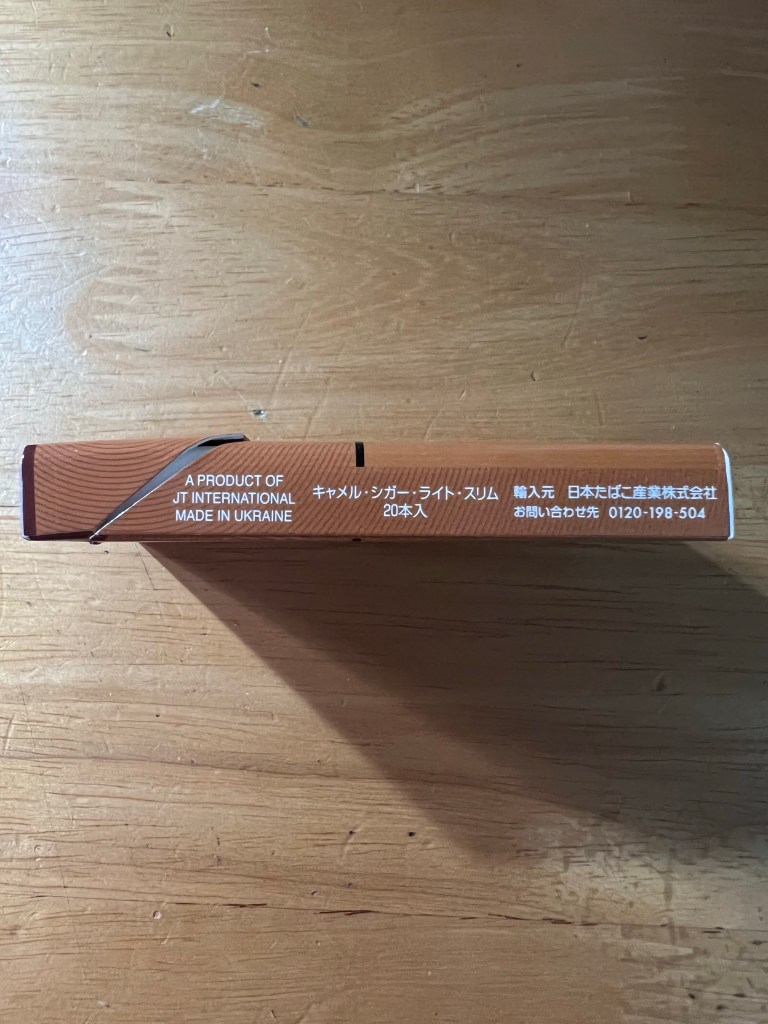 A PRODUCT OF
JT INTERNATIONAL
MADE IN UKRAINE
キャメル・シガー・ライト・スリム
20本入
輸入元 日本たばこ産業株式会社
お問い合わせ先 0120-198-504